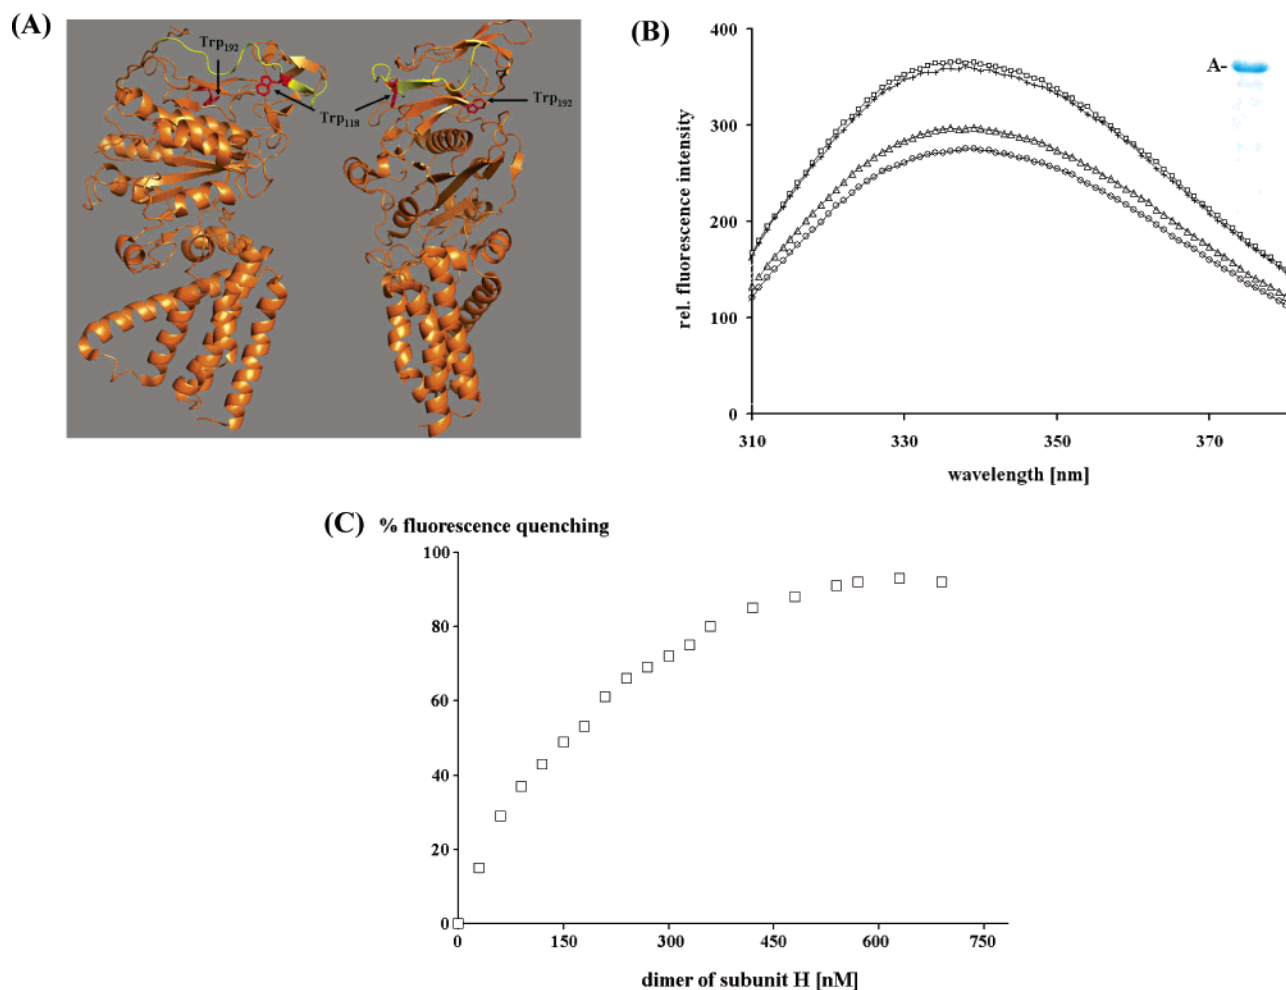 (A)
Trp192
Trp118
Trp192
(B)
400
300
200
100
0
rel. fluorescence intensity
310
330
350
370
wavelength [nm]
A-
(C) % fluorescence quenching
100
80
60
40
20
0
0
150
300
450
600
750
dimer of subunit H [nM]